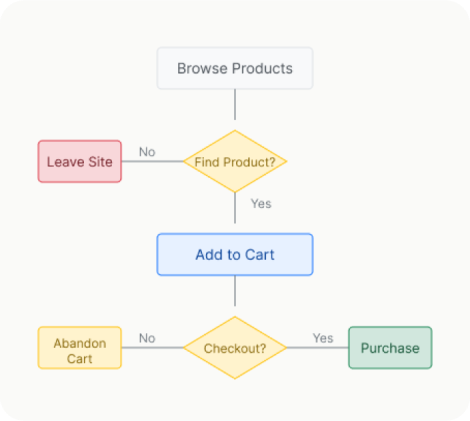 Browse Products
No
Leave Site
Find Product?
Yes
Add to Cart
Abandon
Cart
No
Checkout?
Yes
Purchase